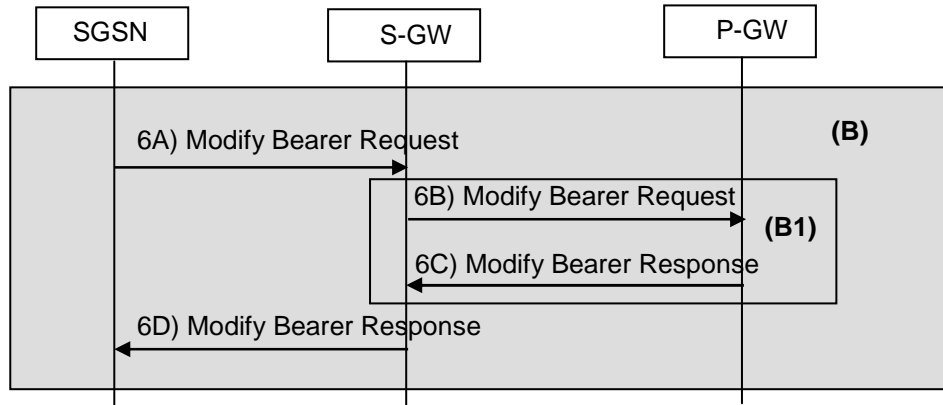 SGSN
S-GW
P-GW
(B)
6A) Modify Bearer Request
6B) Modify Bearer Request
(B1)
6C) Modify Bearer Response
6D) Modify Bearer Response